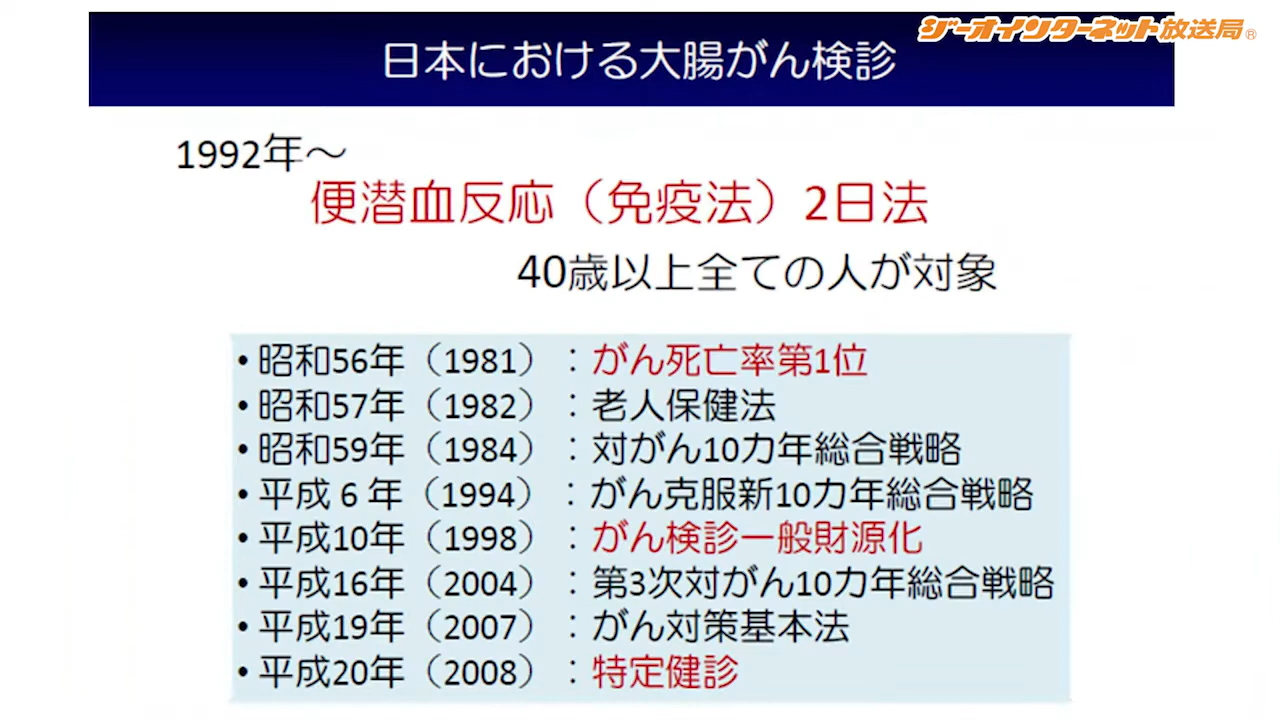 ジーオインターネット放送局®
日本における大腸がん検診
1992年～
便潜血反応（免疫法）2日法
40歳以上全ての人が対象
• 昭和56年（1981）：がん死亡率第1位
• 昭和57年（1982）：老人保健法
• 昭和59年（1984）：対がん10力年総合戦略
• 平成６年（1994）：がん克服新10力年総合戦略
• 平成10年（1998）：がん検診一般財源化
• 平成16年（2004）：第3次対がん10力年総合戦略
• 平成19年（2007）：がん対策基本法
• 平成20年（2008）：特定健診